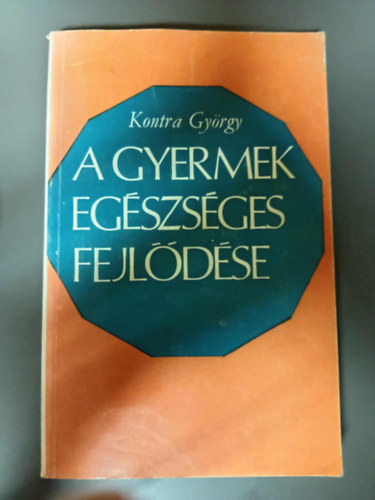 Kontra György
A GYERMEK
EGÉSZSÉGES
FEJLŐDÉSE